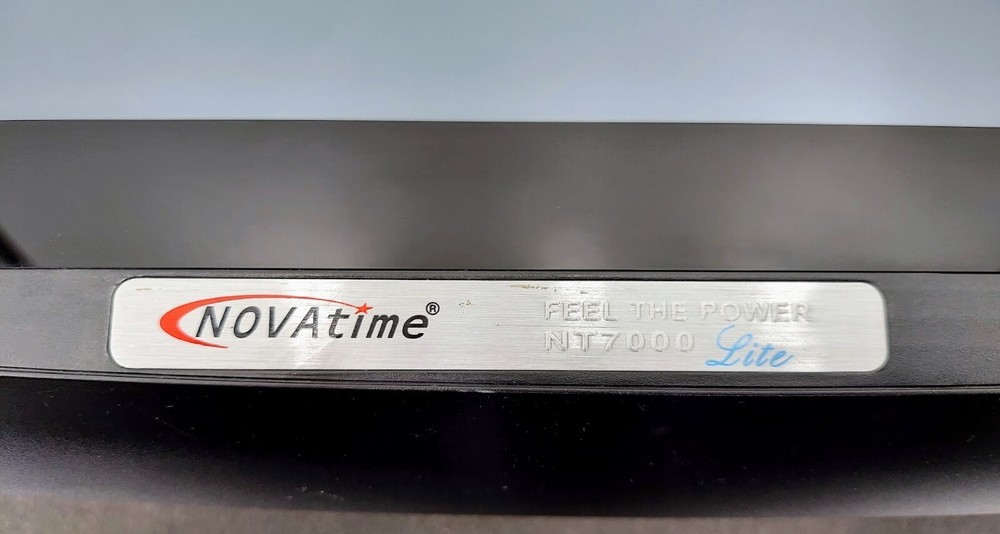 NOVAtime®
FEEL THE POWER
NT7000 Lite